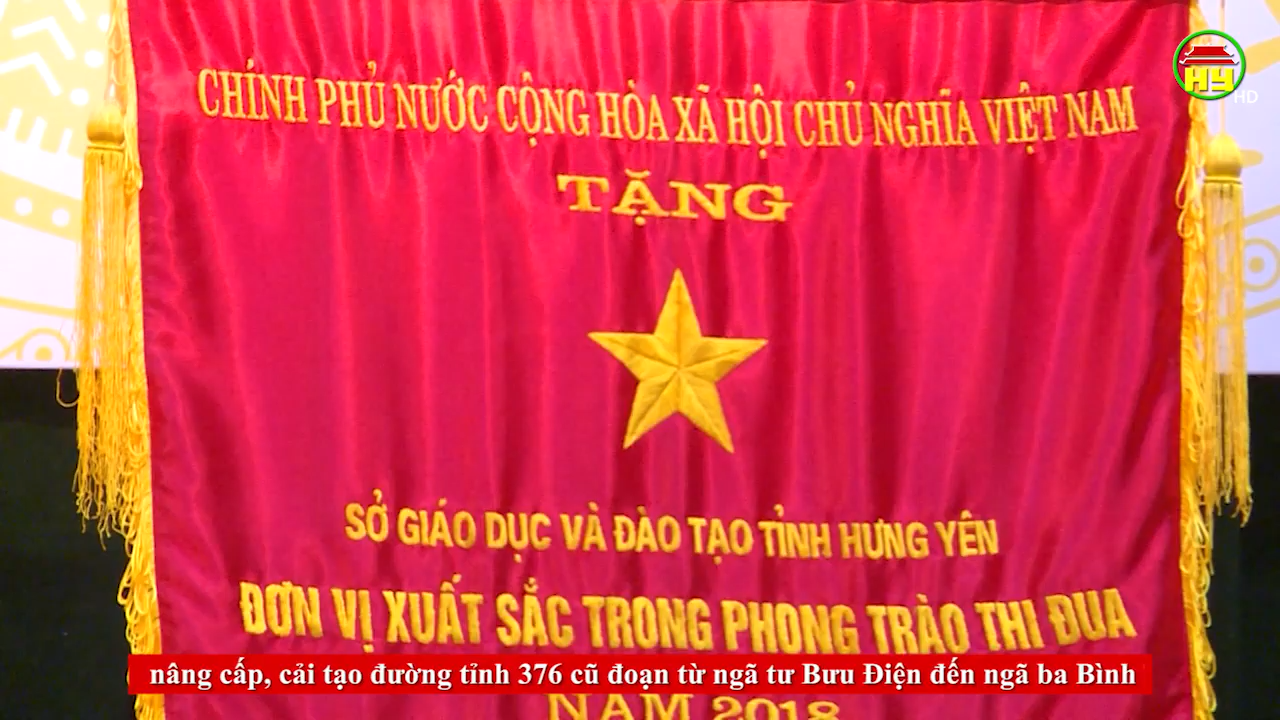 HY
HD
CHÍNH PHỦ NƯỚC CỘNG HÒA XÃ HỘI CHỦ NGHĨA VIỆT NAM
TẶNG
SỞ GIÁO DỤC VÀ ĐÀO TẠO TỈNH HƯNG YÊN
ĐƠN VỊ XUẤT SẮC TRONG PHONG TRÀO THI ĐUA
nâng cấp, cải tạo đường tỉnh 376 cũ đoạn từ ngã tư Bưu Điện đến ngã ba Bình
NĂM 2018